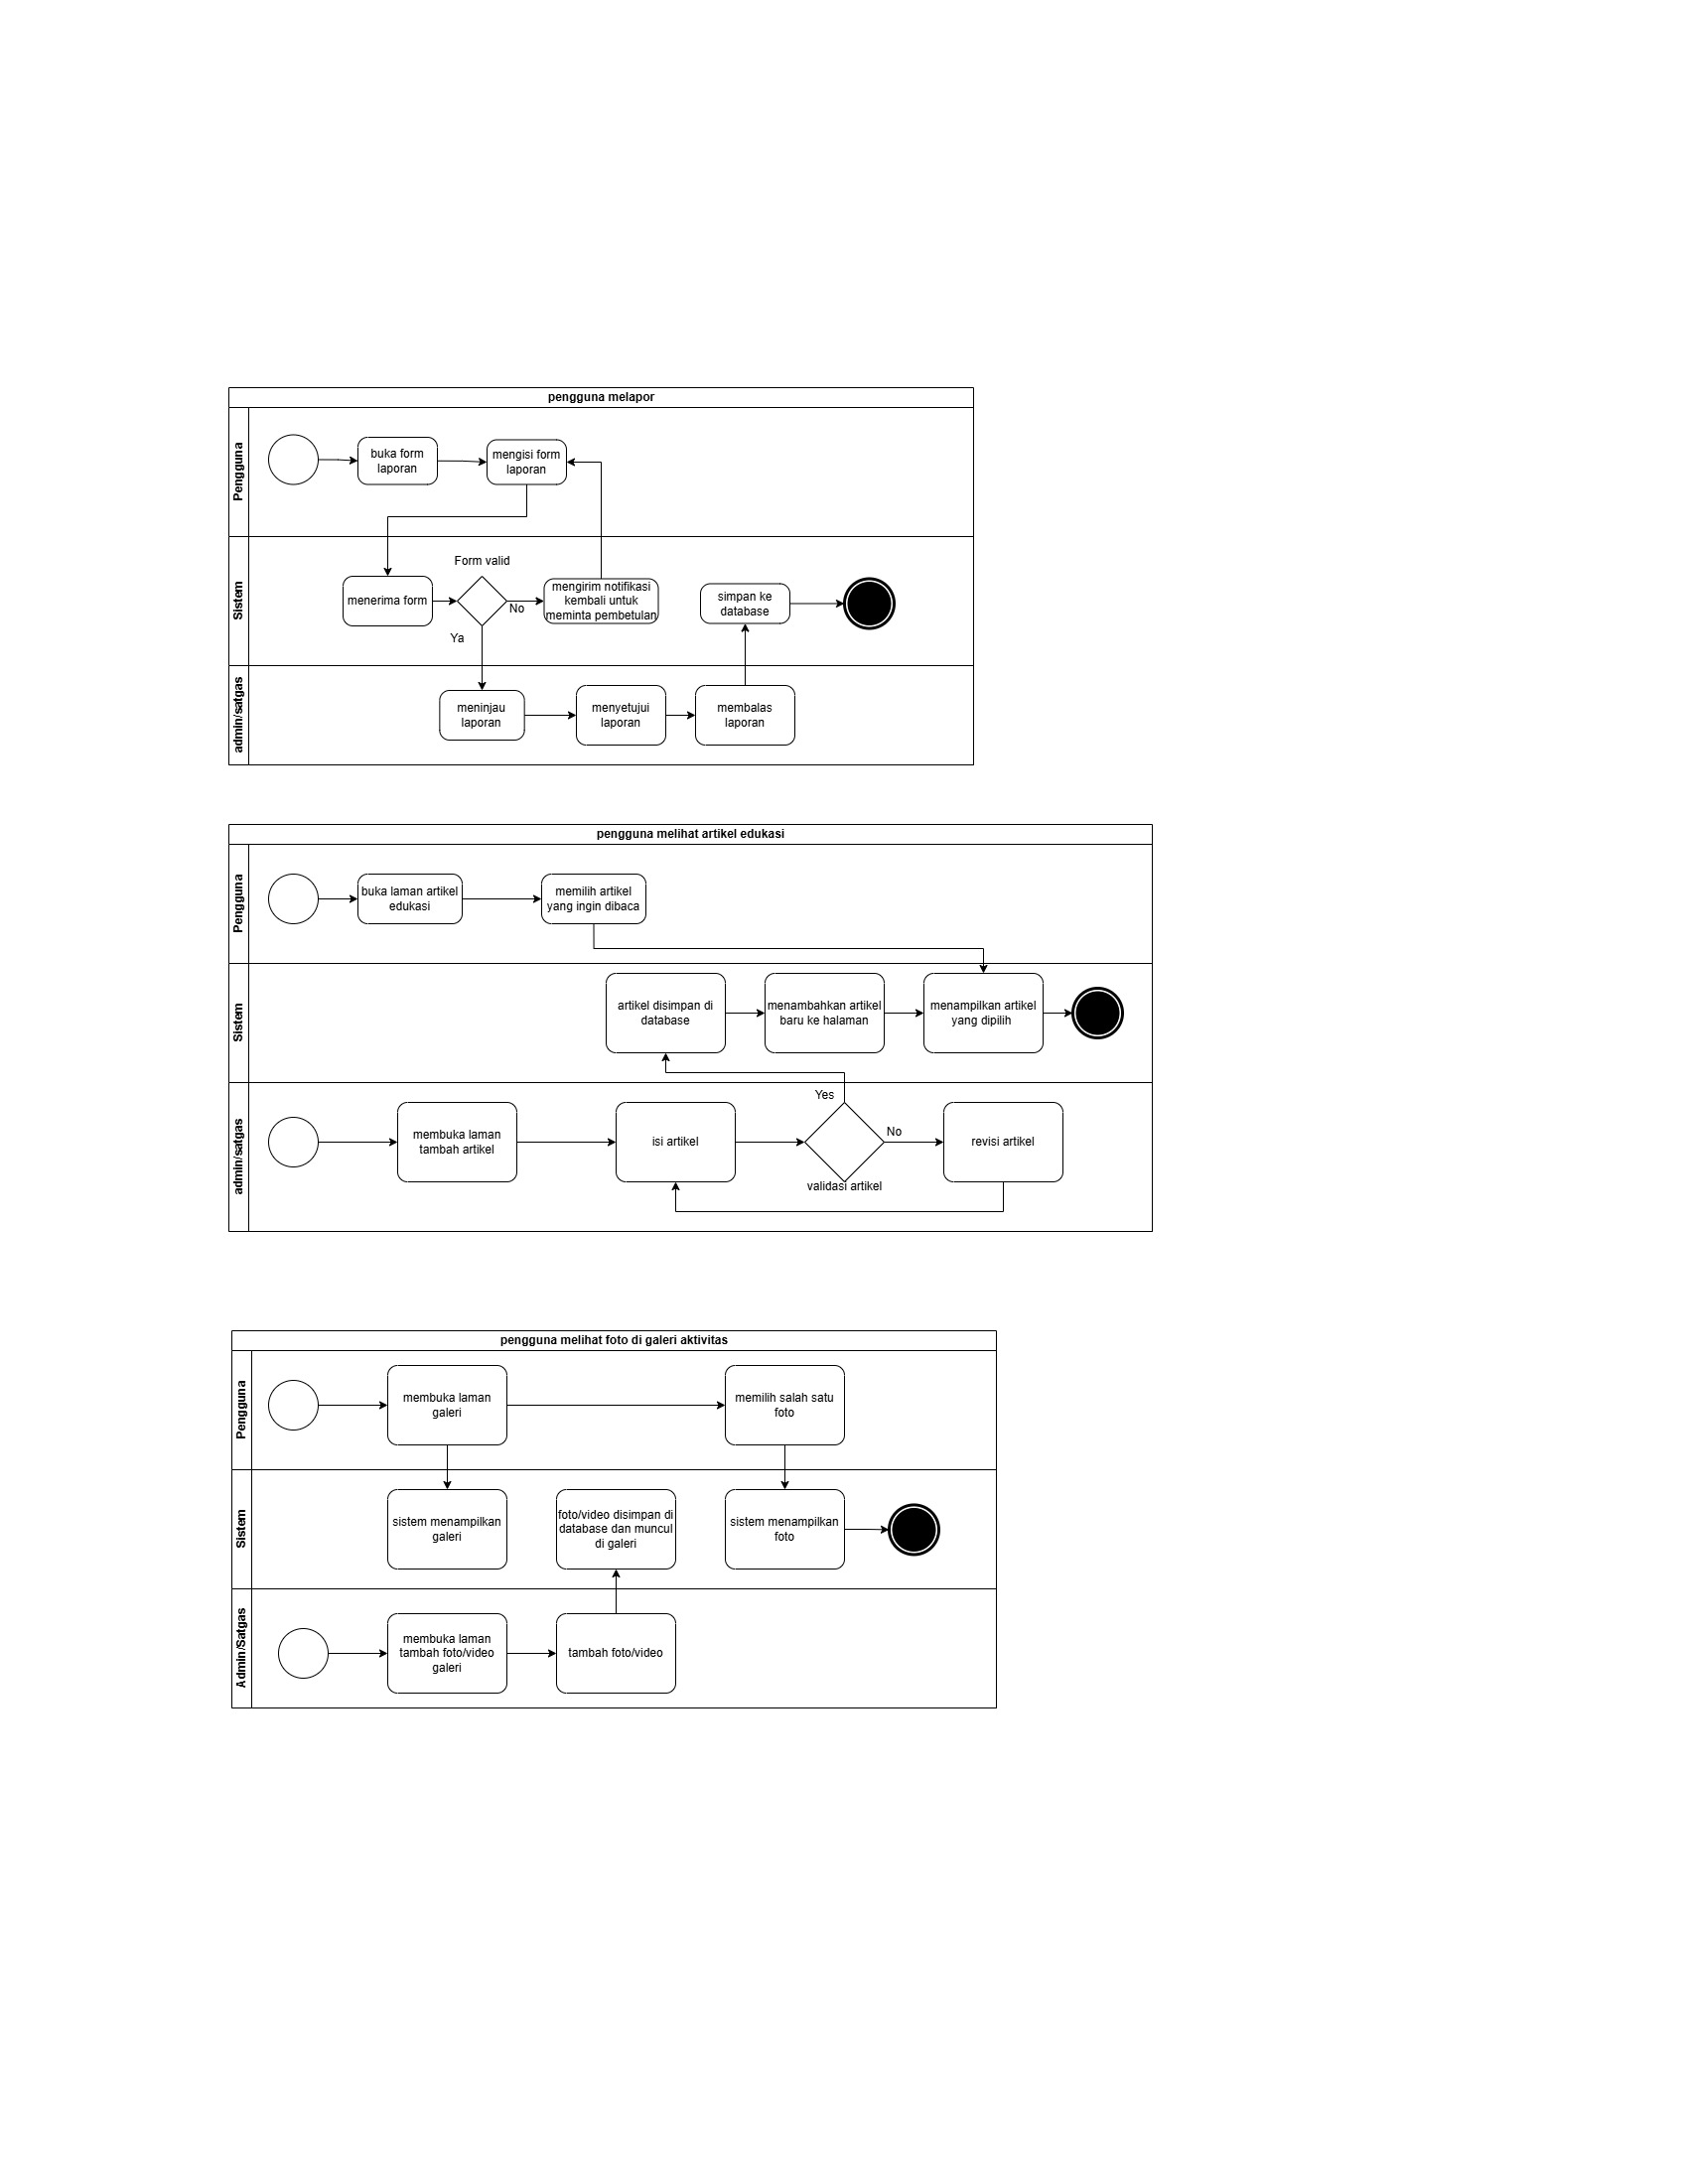 pengguna melapor
Pengguna
buka form
laporan
mengisi form
laporan
Sistem
Form valid
menerima form
No
Ya
mengirim notifikasi
kembali untuk
meminta pembetulan
simpan ke
database
admin/satgas
meninjau
laporan
menyetujui
laporan
membalas
laporan
pengguna melihat artikel edukasi
Pengguna
buka laman artikel
edukasi
memilih artikel
yang ingin dibaca
Sistem
artikel disimpan di
database
menambahkan artikel
baru ke halaman
menampilkan artikel
yang dipilih
admin/satgas
membuka laman
tambah artikel
isi artikel
Yes
No
validasi artikel
revisi artikel
pengguna melihat foto di galeri aktivitas
Pengguna
membuka laman
galeri
memilih salah satu
foto
Sistem
sistem menampilkan
galeri
foto/video disimpan di
database dan muncul
di galeri
sistem menampilkan
foto
Admin/Satgas
membuka laman
tambah foto/video
galeri
tambah foto/video